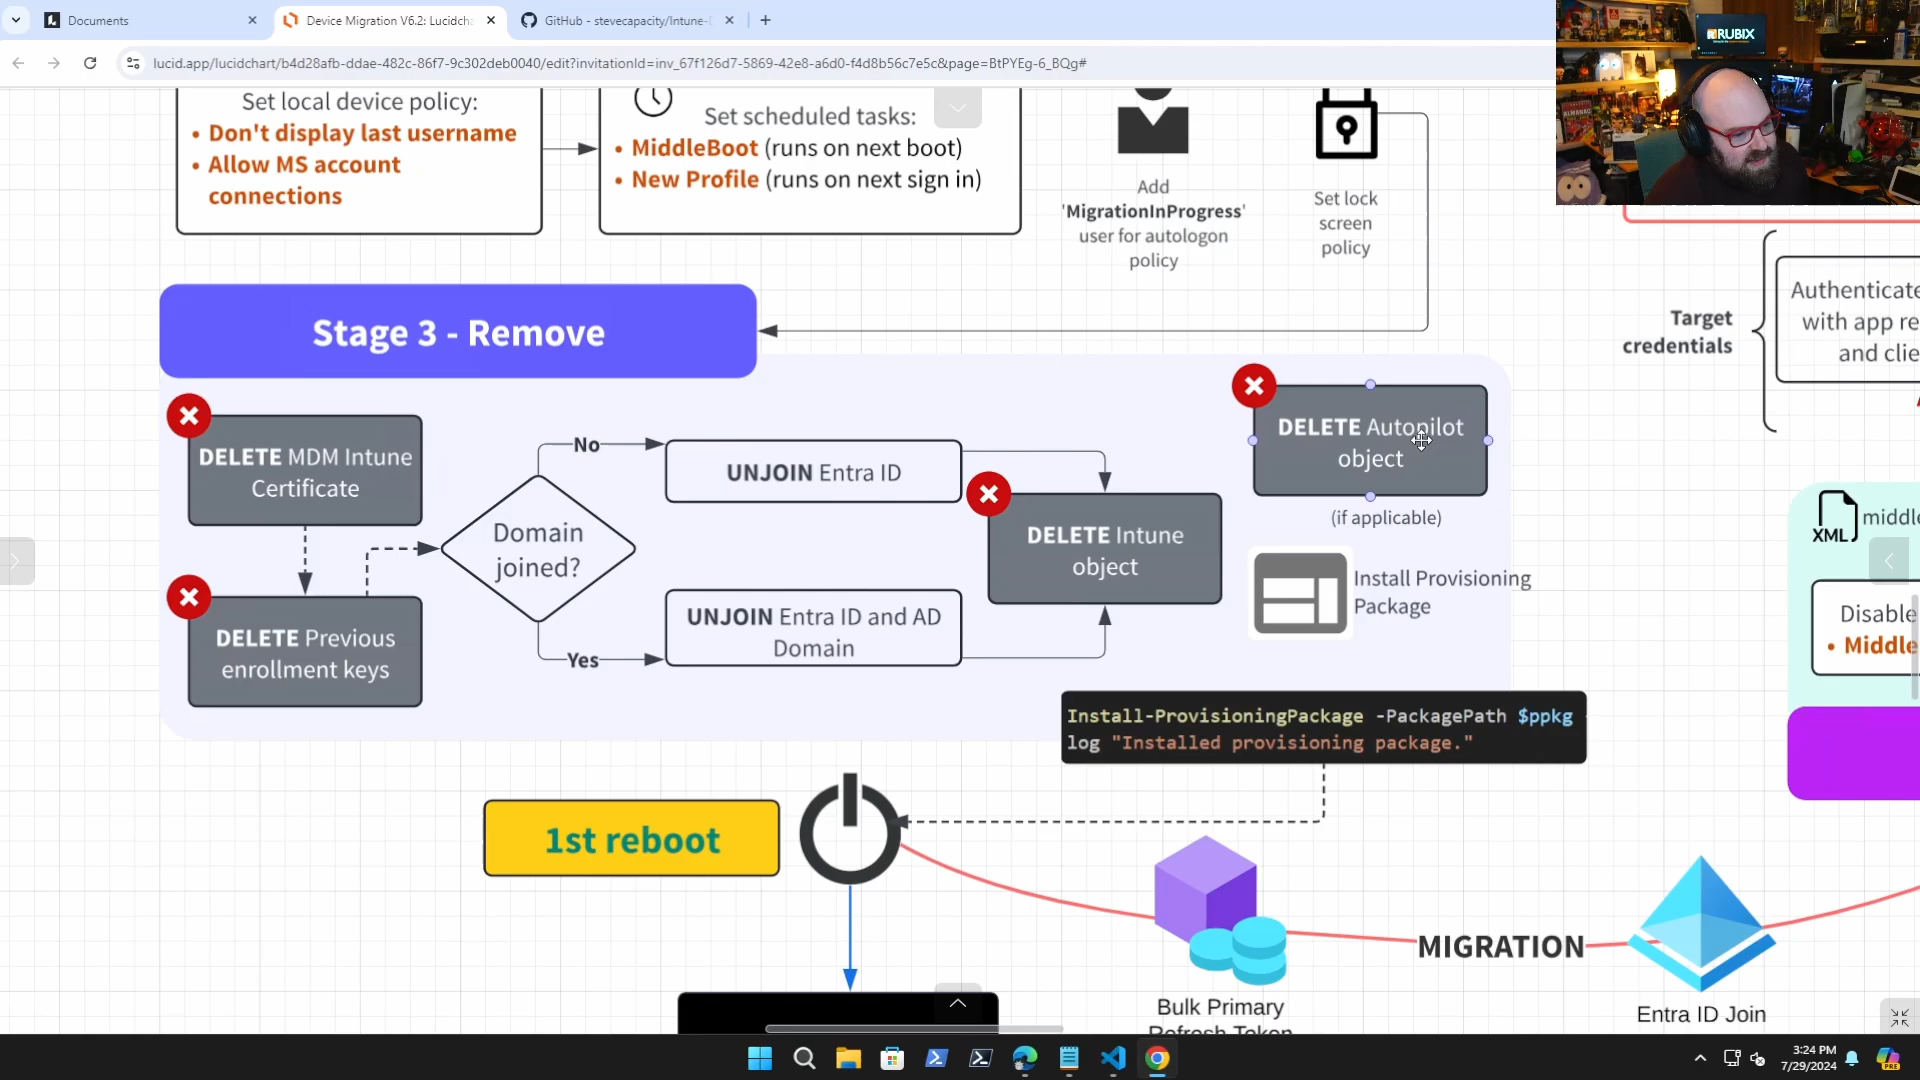 Documents
Device Migration V6.2: Lucidcha
GitHub - stevecapacity/Intune-
lucid.app/lucidchart/b4d28afb-ddae-482c-86f7-9c302deb0040/edit?invitationId=inv_67f126d7-5869-42e8-a6d0-f4d8b56c7e5c&page=BtPYEg-6_BQg#
RUBIX
Set local device policy:
• Don't display last username
• Allow MS account
connections
Set scheduled tasks:
• MiddleBoot (runs on next boot)
• New Profile (runs on next sign in)
Add
'MigrationInProgress'
user for autologon
policy
Set lock
screen
policy
Target
credentials
Authenticate
with app re
and clie
Stage 3 - Remove
DELETE MDM Intune
Certificate
DELETE Previous
enrollment keys
Domain
joined?
No
Yes
UNJOIN Entra ID
UNJOIN Entra ID and AD
Domain
DELETE Intune
object
DELETE Autopilot
object
(if applicable)
Install Provisioning
Package
XML
middl
Disable
• Middle
Install-ProvisioningPackage -PackagePath $ppkg
log "Installed provisioning package."
1st reboot
MIGRATION
Bulk Primary
Refresh Token
Entra ID Join
3:24 PM
7/29/2024
PRE